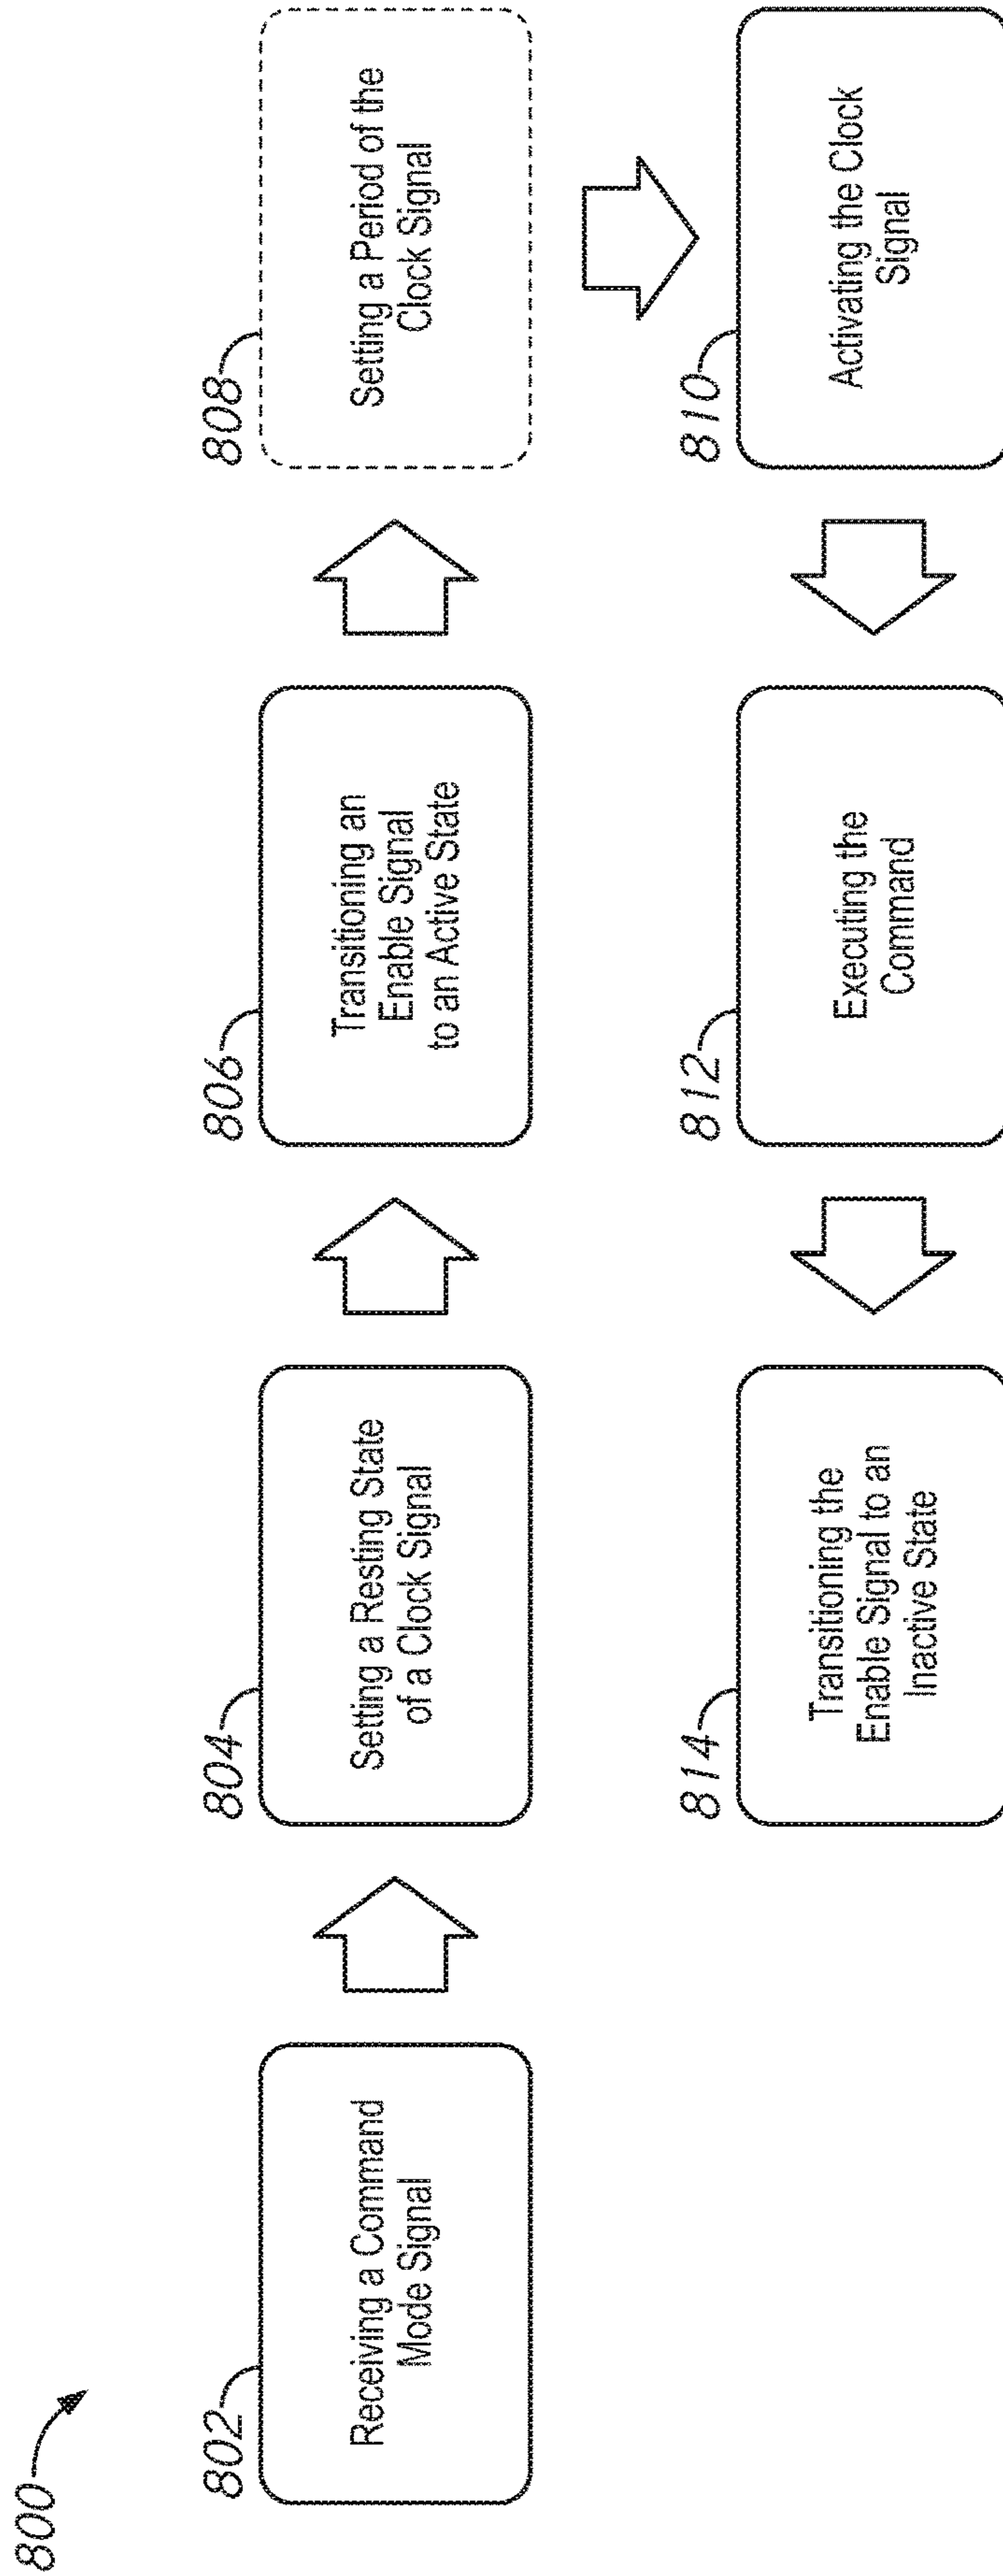 800
802
Receiving a Command
Mode Signal
804
Setting a Resting State
of a Clock Signal
806
Transitioning an
Enable Signal
to an Active State
808
Setting a Period of the
Clock Signal
810
Activating the Clock
Signal
812
Executing the
Command
814
Transitioning the
Enable Signal to an
Inactive State